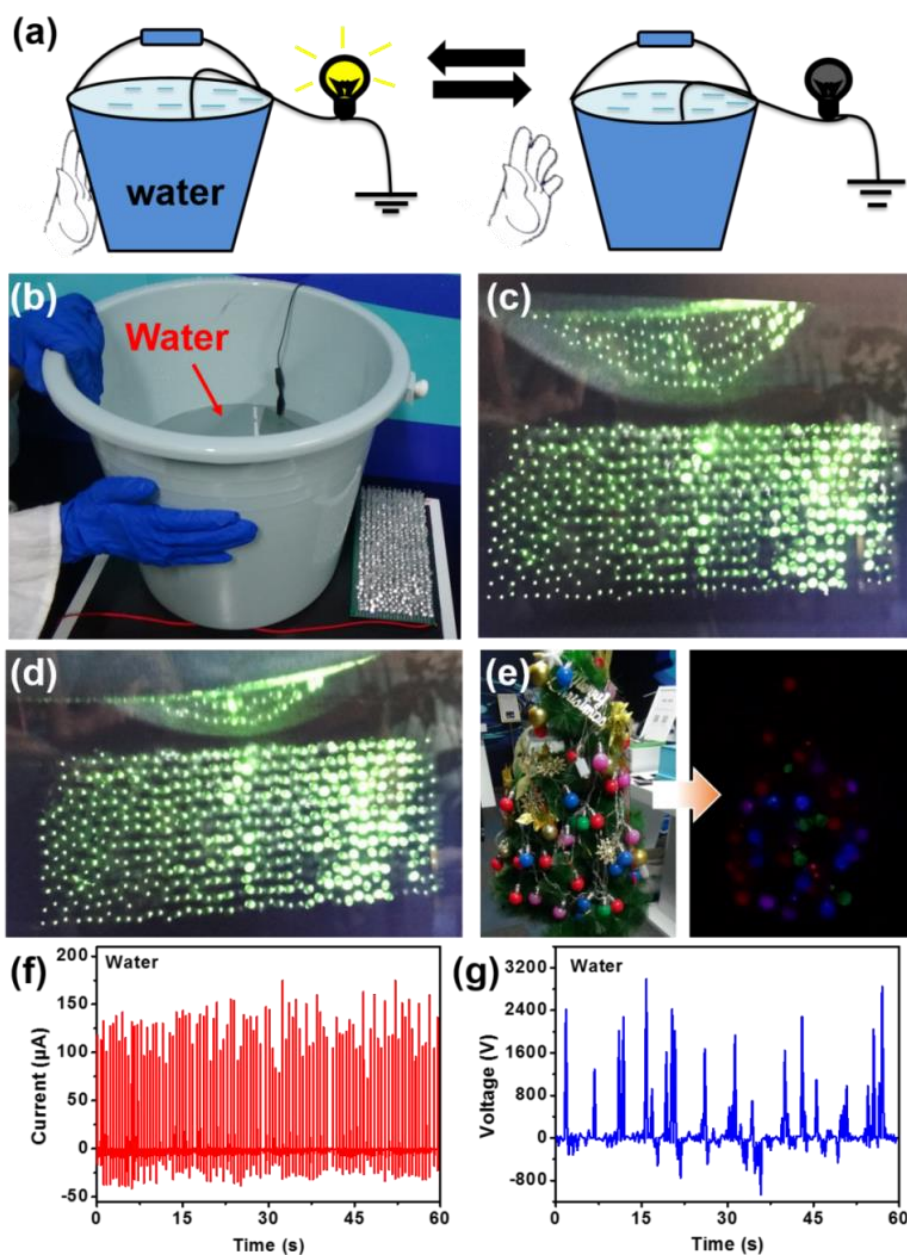 (a)
water
(b)
Water
(c)
(d)
(e)
(f)
Water
200
150
100
50
0
-50
Current (μA)
0
15
30
45
60
Time (s)
(g)
Water
3200
2400
1600
800
0
-800
Voltage (V)
0
15
30
45
60
Time (s)